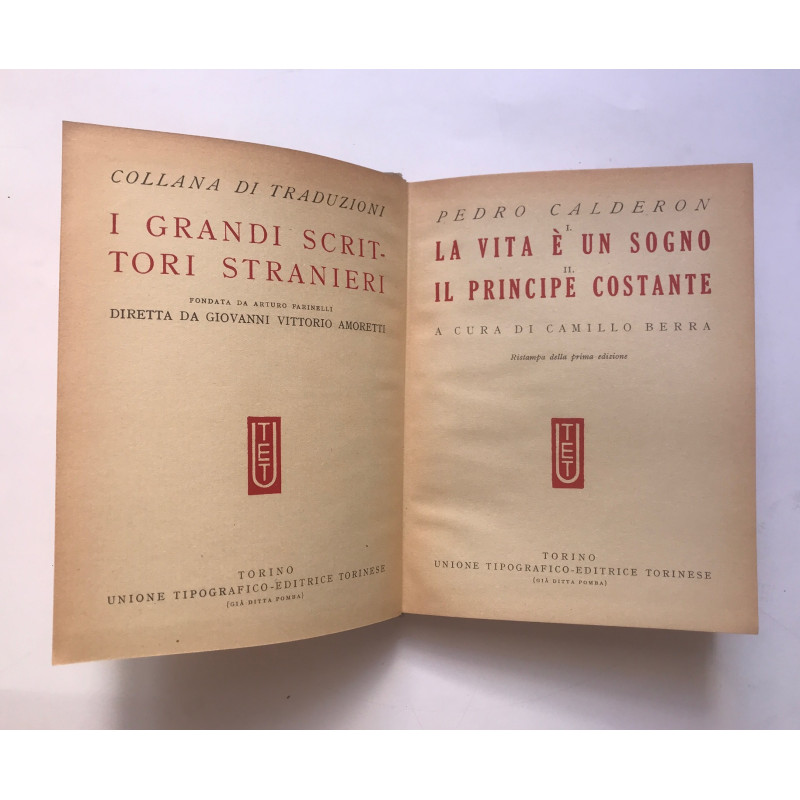 COLLANA DI TRADUZIONI
I GRANDI SCRIT-
TORI STRANIERI
FONDATA DA ARTURO FARINELLI
DIRETTA DA GIOVANNI VITTORIO AMORETTI
UTET
TORINO
UNIONE TIPOGRAFICO-EDITRICE TORINESE
(GIÀ DITTA POMBA)
PEDRO CALDERON
I.
LA VITA È UN SOGNO
II.
IL PRINCIPE COSTANTE
A CURA DI CAMILLO BERRA
Ristampa della prima edizione
UTET
TORINO
UNIONE TIPOGRAFICO-EDITRICE TORINESE
(GIÀ DITTA POMBA)